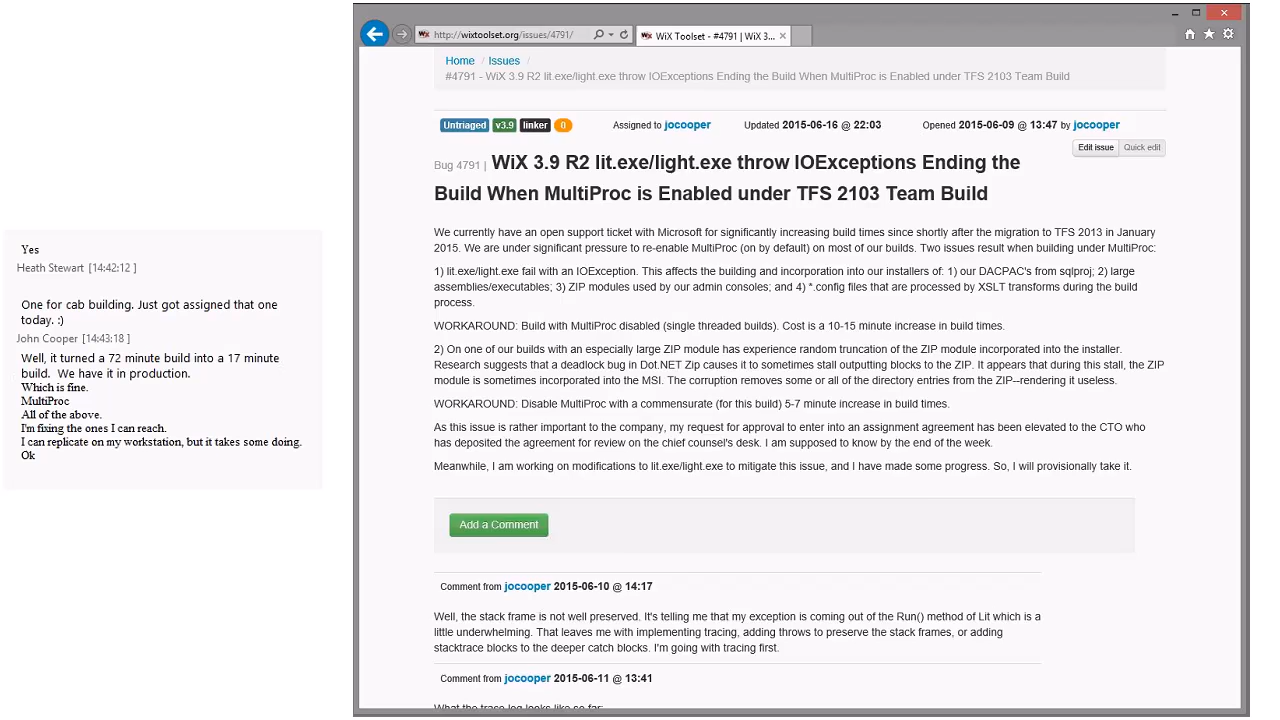 Yes
Heath Stewart [14:42:12 ]
One for cab building. Just got assigned that one
today. :)
John Cooper [14:43:18 ]
Well, it turned a 72 minute build into a 17 minute
build.  We have it in production.
Which is fine.
MultiProc
All of the above.
I'm fixing the ones I can reach.
I can replicate on my workstation, but it takes some doing.
Ok
http://wixtoolset.org/issues/4791/
WiX Toolset - #4791 | WiX 3...
Home / Issues /
#4791 - WiX 3.9 R2 lit.exe/light.exe throw IOExceptions Ending the Build When MultiProc is Enabled under TFS 2103 Team Build
Untriaged v3.9 linker 0 Assigned to jocooper Updated 2015-06-16 @ 22:03 Opened 2015-06-09 @ 13:47 by jocooper
Edit issue Quick edit
Bug 4791 | WiX 3.9 R2 lit.exe/light.exe throw IOExceptions Ending the
Build When MultiProc is Enabled under TFS 2103 Team Build
We currently have an open support ticket with Microsoft for significantly increasing build times since shortly after the migration to TFS 2013 in January
2015. We are under significant pressure to re-enable MultiProc (on by default) on most of our builds. Two issues result when building under MultiProc:
1) lit.exe/light.exe fail with an IOException. This affects the building and incorporation into our installers of: 1) our DACPAC's from sqlproj; 2) large
assemblies/executables; 3) ZIP modules used by our admin consoles; and 4) *.config files that are processed by XSLT transforms during the build
process.
WORKAROUND: Build with MultiProc disabled (single threaded builds). Cost is a 10-15 minute increase in build times.
2) On one of our builds with an especially large ZIP module has experience random truncation of the ZIP module incorporated into the installer.
Research suggests that a deadlock bug in Dot.NET Zip causes it to sometimes stall outputting blocks to the ZIP. It appears that during this stall, the ZIP
module is sometimes incorporated into the MSI. The corruption removes some or all of the directory entries from the ZIP--rendering it useless.
WORKAROUND: Disable MultiProc with a commensurate (for this build) 5-7 minute increase in build times.
As this issue is rather important to the company, my request for approval to enter into an assignment agreement has been elevated to the CTO who
has deposited the agreement for review on the chief counsel's desk. I am supposed to know by the end of the week.
Meanwhile, I am working on modifications to lit.exe/light.exe to mitigate this issue, and I have made some progress. So, I will provisionally take it.
Add a Comment
Comment from jocooper 2015-06-10 @ 14:17
Well, the stack frame is not well preserved. It's telling me that my exception is coming out of the Run() method of Lit which is a
little underwhelming. That leaves me with implementing tracing, adding throws to preserve the stack frames, or adding
stacktrace blocks to the deeper catch blocks. I'm going with tracing first.
Comment from jocooper 2015-06-11 @ 13:41
What the trace log looks like so far: